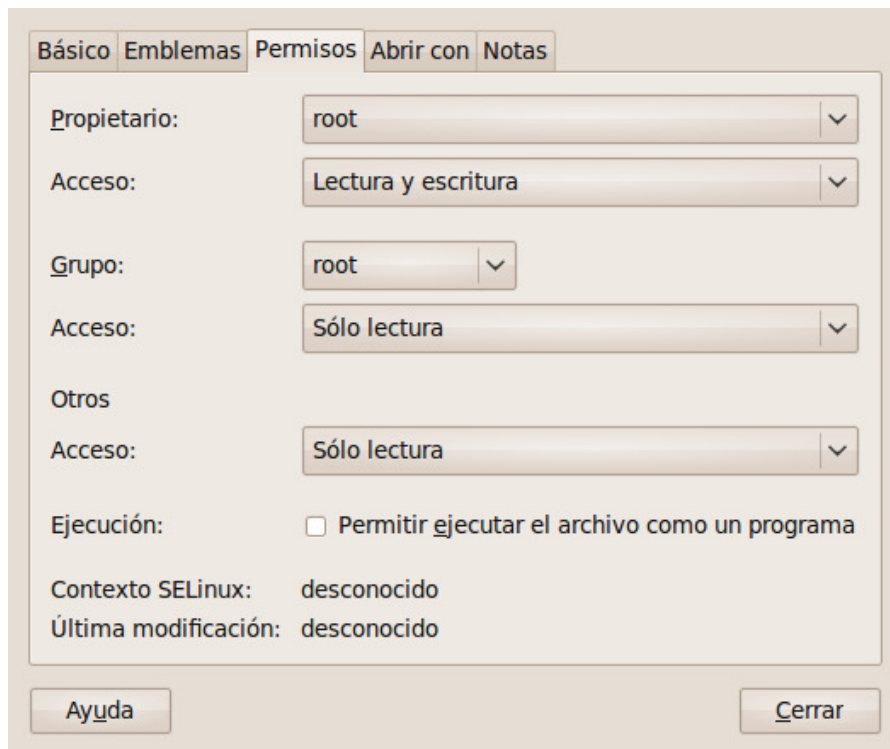 Básico Emblemas Permisos Abrir con Notas
Propietario: root
Acceso: Lectura y escritura
Grupo: root
Acceso: Sólo lectura
Otros
Acceso: Sólo lectura
Ejecución: Permitir ejecutar el archivo como un programa
Contexto SELinux: desconocido
Última modificación: desconocido
Ayuda Cerrar